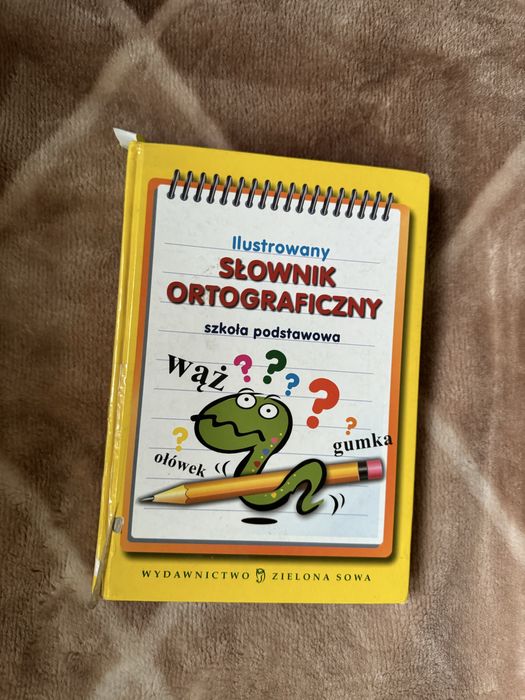 Ilustrowany
SŁOWNIK
ORTOGRAFICZNY
szkoła podstawowa
wąż
? ? ? ? ? ?
gumka
ołówek
WYDAWNICTWO ZIELONA SOWA